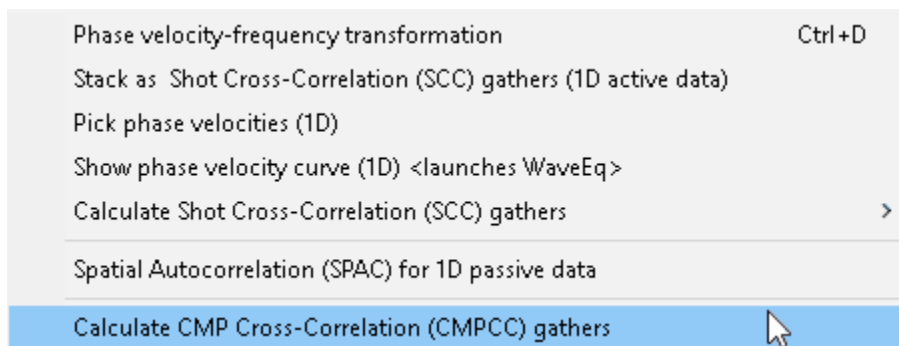 Phase velocity-frequency transformation Ctrl+D
Stack as  Shot Cross-Correlation (SCC) gathers (1D active data)
Pick phase velocities (1D)
Show phase velocity curve (1D) <launches WaveEq>
Calculate Shot Cross-Correlation (SCC) gathers
Spatial Autocorrelation (SPAC) for 1D passive data
Calculate CMP Cross-Correlation (CMPCC) gathers